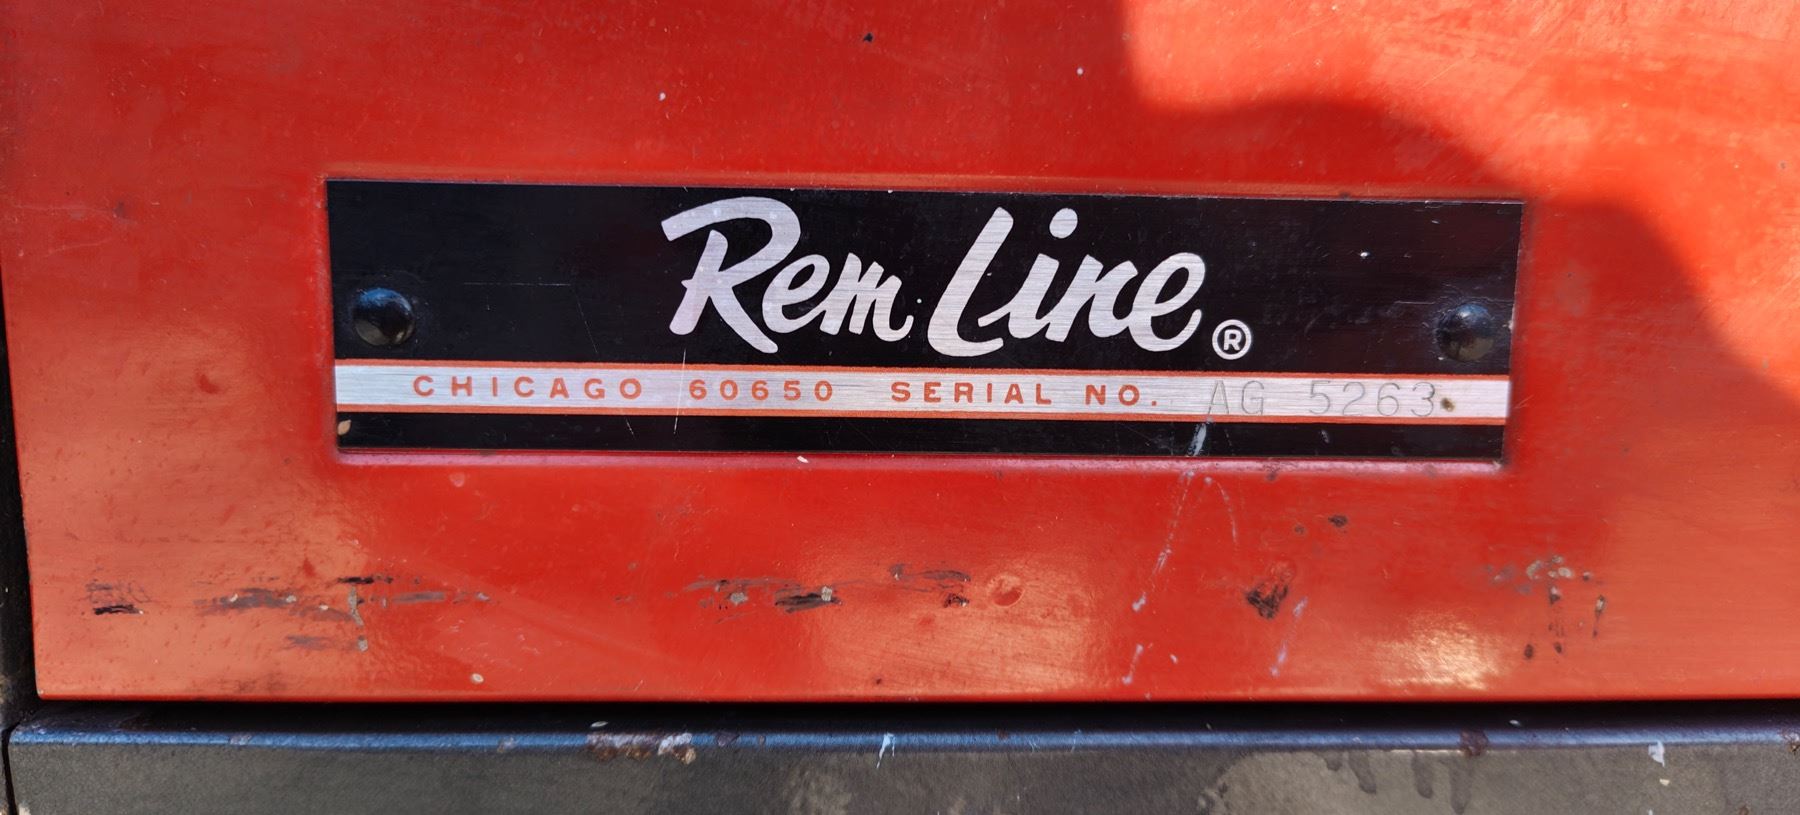 Rem Line®
CHICAGO 60650 SERIAL NO. AG 5263